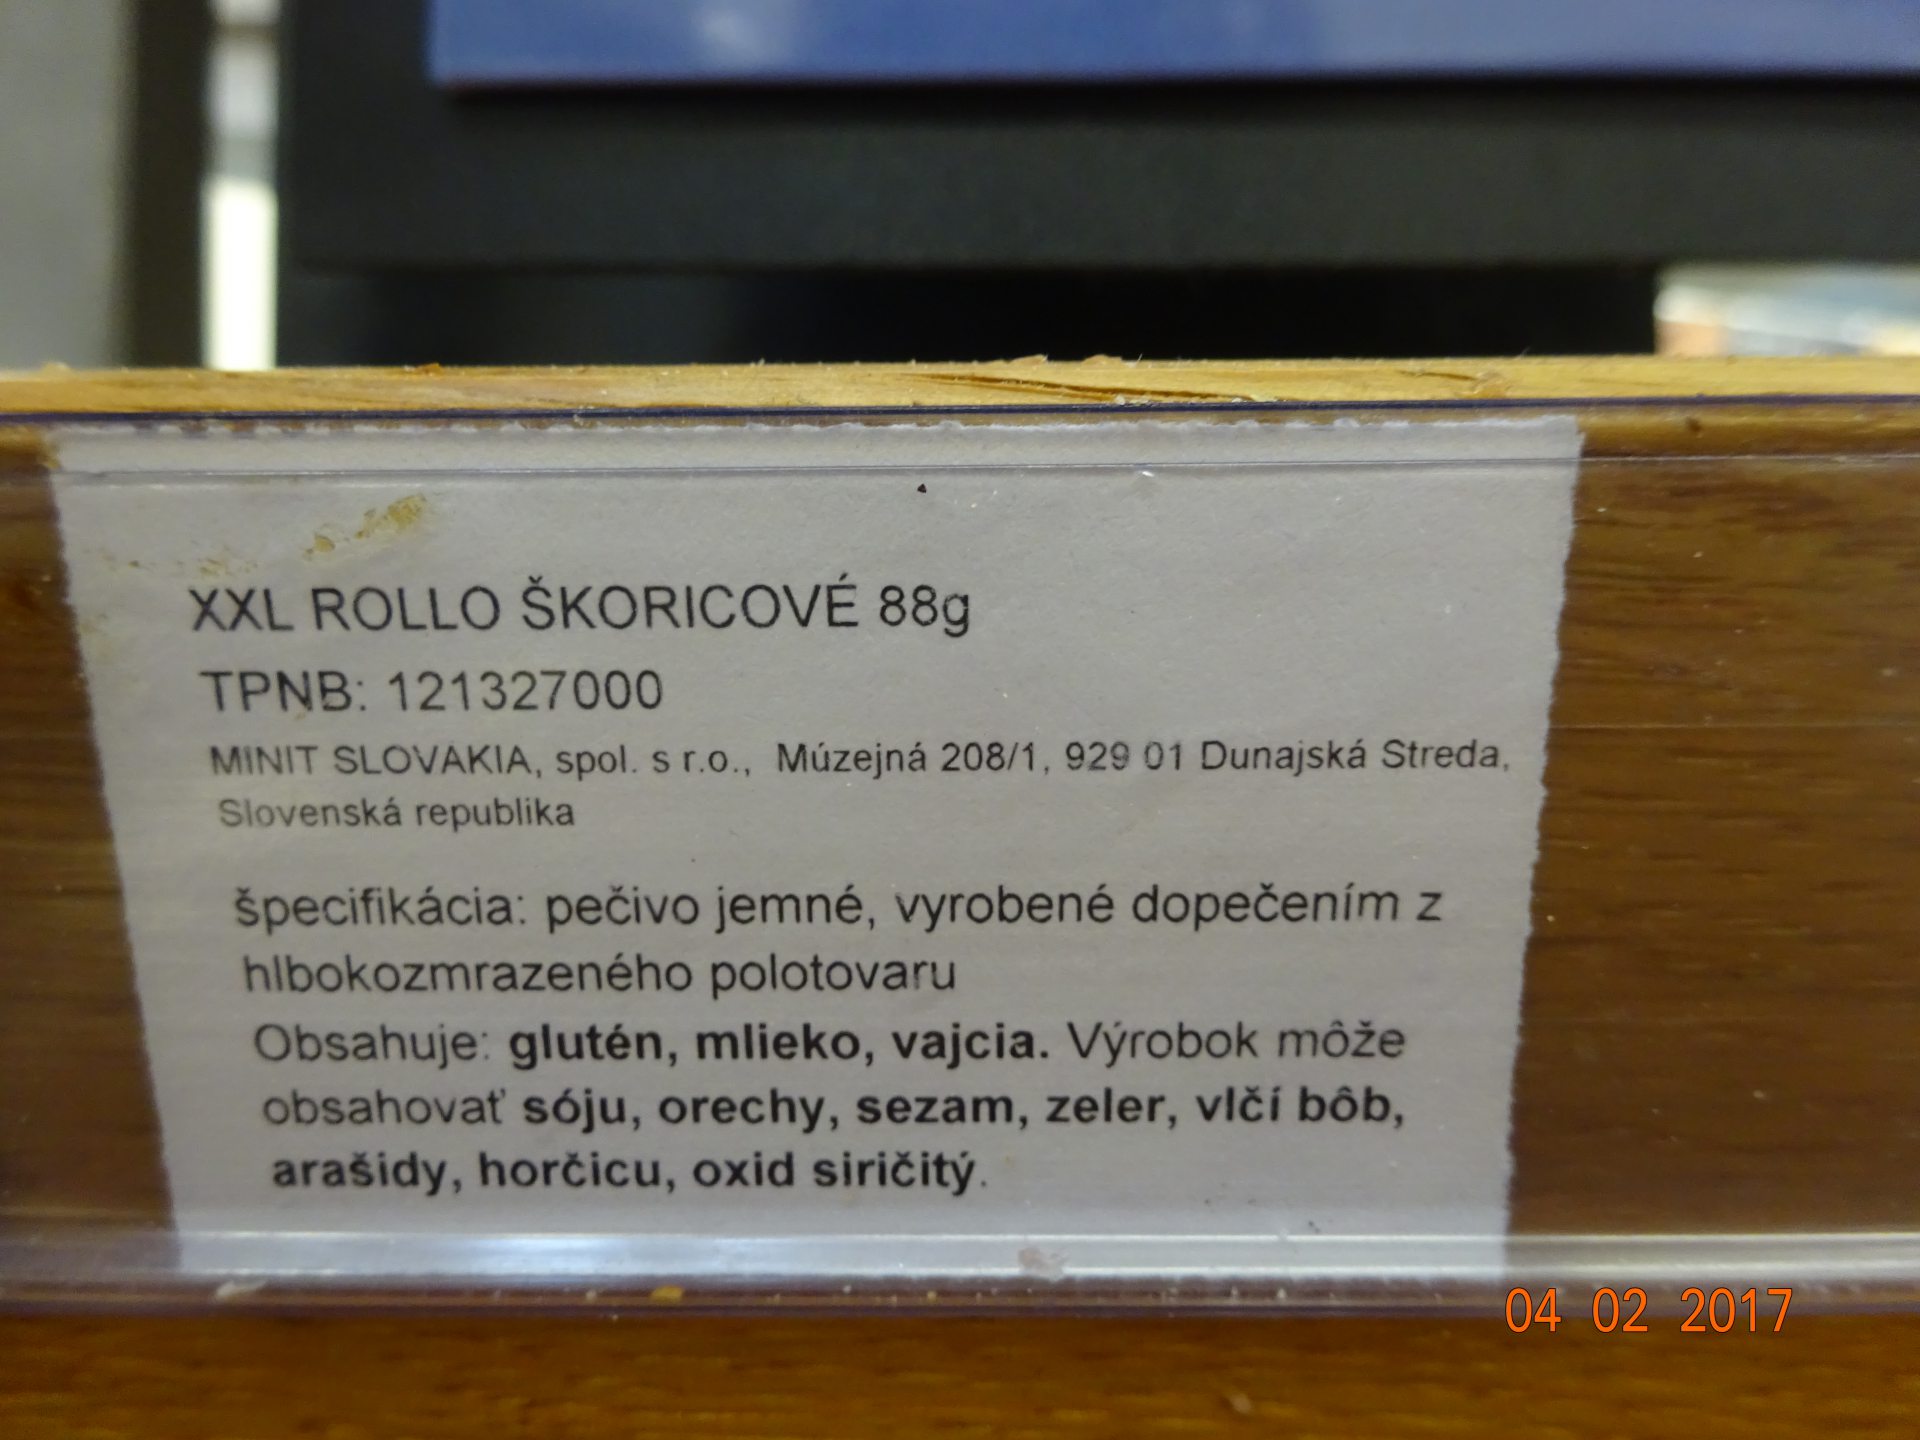 XXL ROLLO ŠKORICOVÉ 88g
TPNB: 121327000
MINIT SLOVAKIA, spol. s r.o., Múzejná 208/1, 929 01 Dunajská Streda,
Slovenská republika
špecifikácia: pečivo jemné, vyrobené dopečením z
hlbokozmrazeného polotovaru
Obsahuje: glutén, mlieko, vajcia. Výrobok môže
obsahovať sóju, orechy, sezam, zeler, vlčí bôb,
arašidy, horčicu, oxid siričitý.
04 02 2017